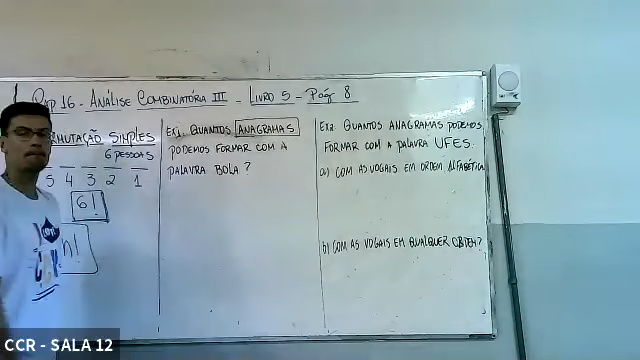 CAP 16 - ANÁLISE COMBINATÓRIA III - LIVRO 5 - PÁG 8
RMUTAÇÃO SIMPLES
6 PESSOAS
5 4 3 2 1
6!
n!
EX1: QUANTOS ANAGRAMAS
PODEMOS FORMAR COM A
PALAVRA BOLA?
EX2: QUANTOS ANAGRAMAS PODEMOS
FORMAR COM A PALAVRA UFES:
a) COM AS VOGAIS EM ORDEM ALFABÉTICA
b) COM AS VOGAIS EM QUALQUER ORDEM?
CCR - SALA 12